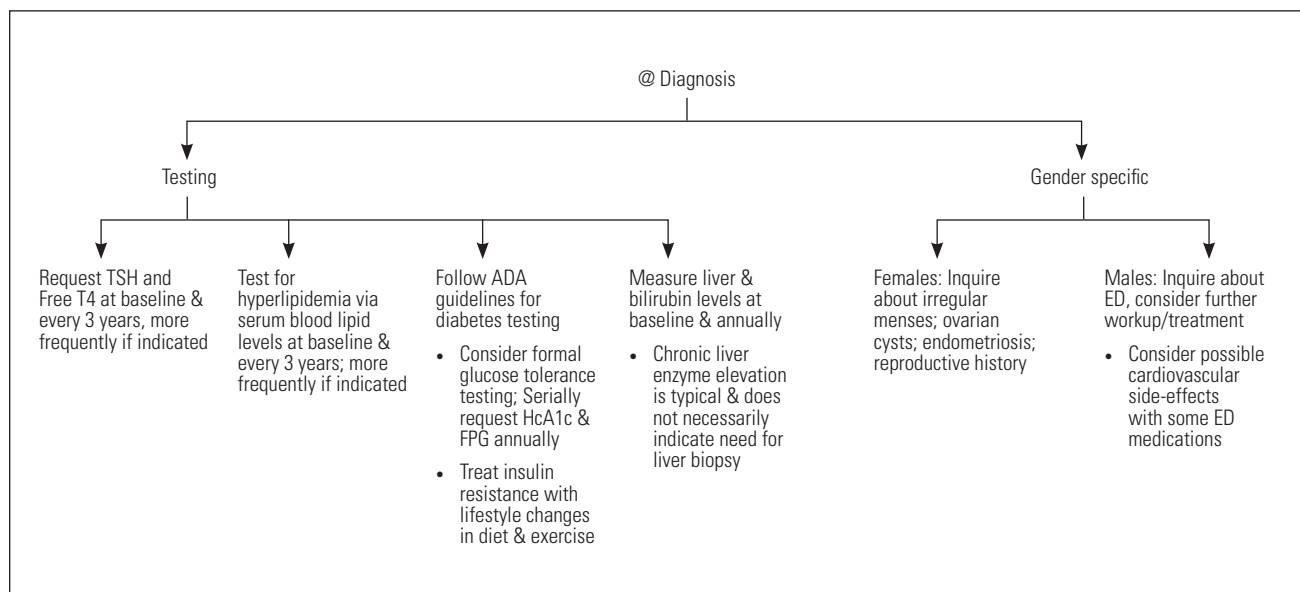 @ Diagnosis
Testing
Gender specific
Request TSH and
Free T4 at baseline &
every 3 years, more
frequently if indicated
Test for
hyperlipidemia via
serum blood lipid
levels at baseline &
every 3 years; more
frequently if indicated
Follow ADA
guidelines for
diabetes testing
• Consider formal
glucose tolerance
testing; Serially
request HcA1c &
FPG annually
• Treat insulin
resistance with
lifestyle changes
in diet & exercise
Measure liver &
bilirubin levels at
baseline & annually
• Chronic liver
enzyme elevation
is typical & does
not necessarily
indicate need for
liver biopsy
Females: Inquire
about irregular
menses; ovarian
cysts; endometriosis;
reproductive history
Males: Inquire about
ED, consider further
workup/treatment
• Consider possible
cardiovascular
side-effects
with some ED
medications